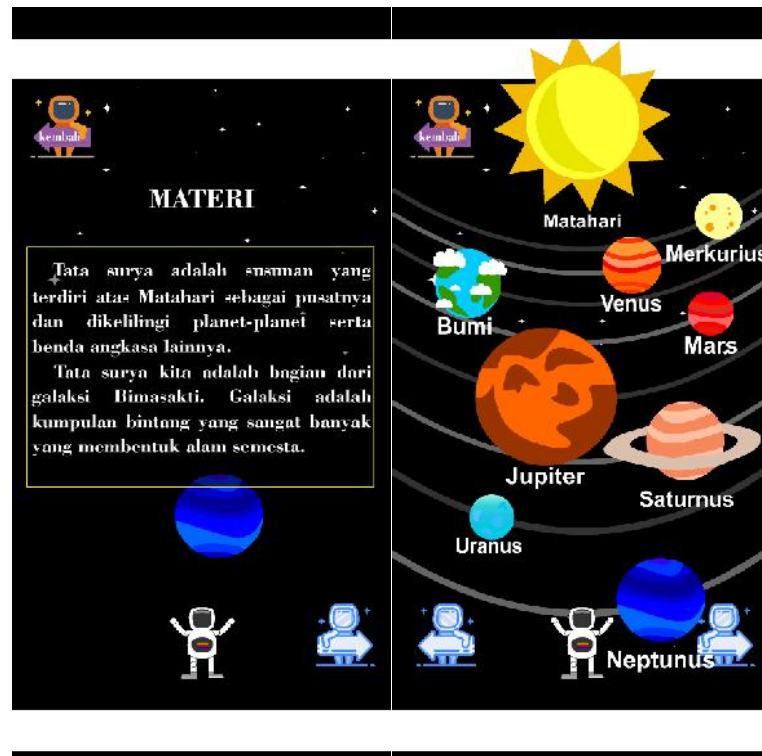 kembali
MATERI
Tata surya adalah susunan yang
terdiri atas Matahari sebagai pusatnya
dan dikelilingi planet-planet serta
benda angkasa lainnya.
Tata surya kita adalah bagian dari
galaksi Bimasakti. Galaksi adalah
kumpulan bintang yang sangat banyak
yang membentuk alam semesta.
kembali
Matahari
Merkurius
Venus
Bumi
Mars
Jupiter
Saturnus
Uranus
Neptunus